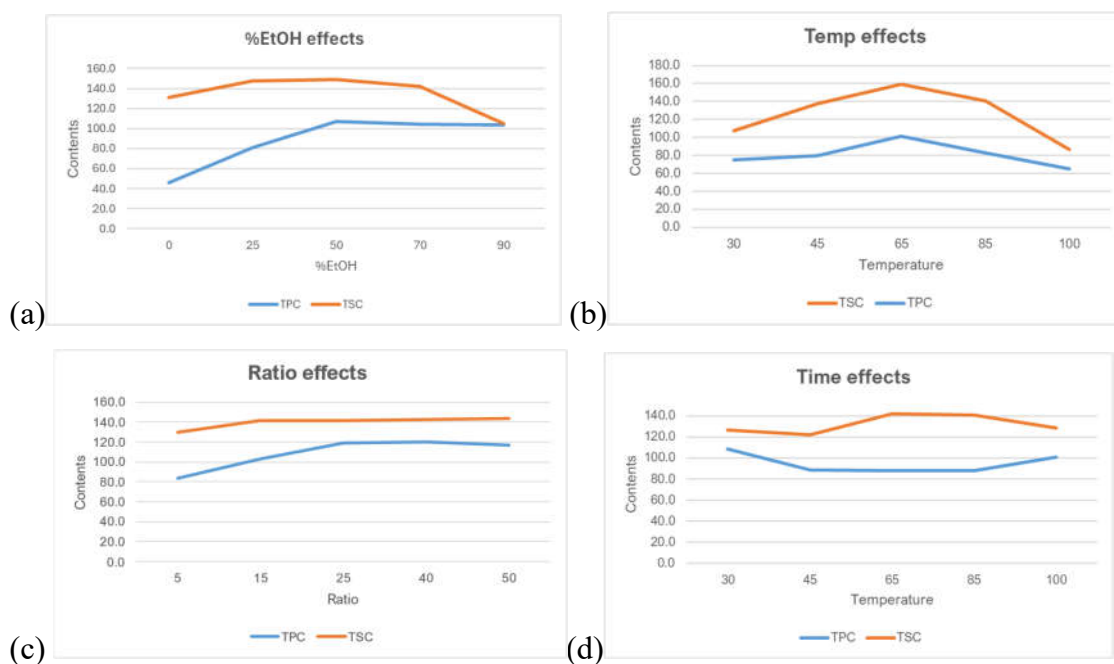 %EtOH effects
160.0
140.0
120.0
100.0
80.0
60.0
40.0
20.0
0.0
Contents
0 25 50 70 90
%EtOH
TPC TSC
(a)
Temp effects
180.0
160.0
140.0
120.0
100.0
80.0
60.0
40.0
20.0
0.0
Contents
30 45 65 85 100
Temperature
TSC TPC
(b)
Ratio effects
160.0
140.0
120.0
100.0
80.0
60.0
40.0
20.0
0.0
Contents
5 15 25 40 50
Ratio
TPC TSC
(c)
Time effects
140.0
120.0
100.0
80.0
60.0
40.0
20.0
0.0
Contents
30 45 65 85 100
Temperature
TPC TSC
(d)